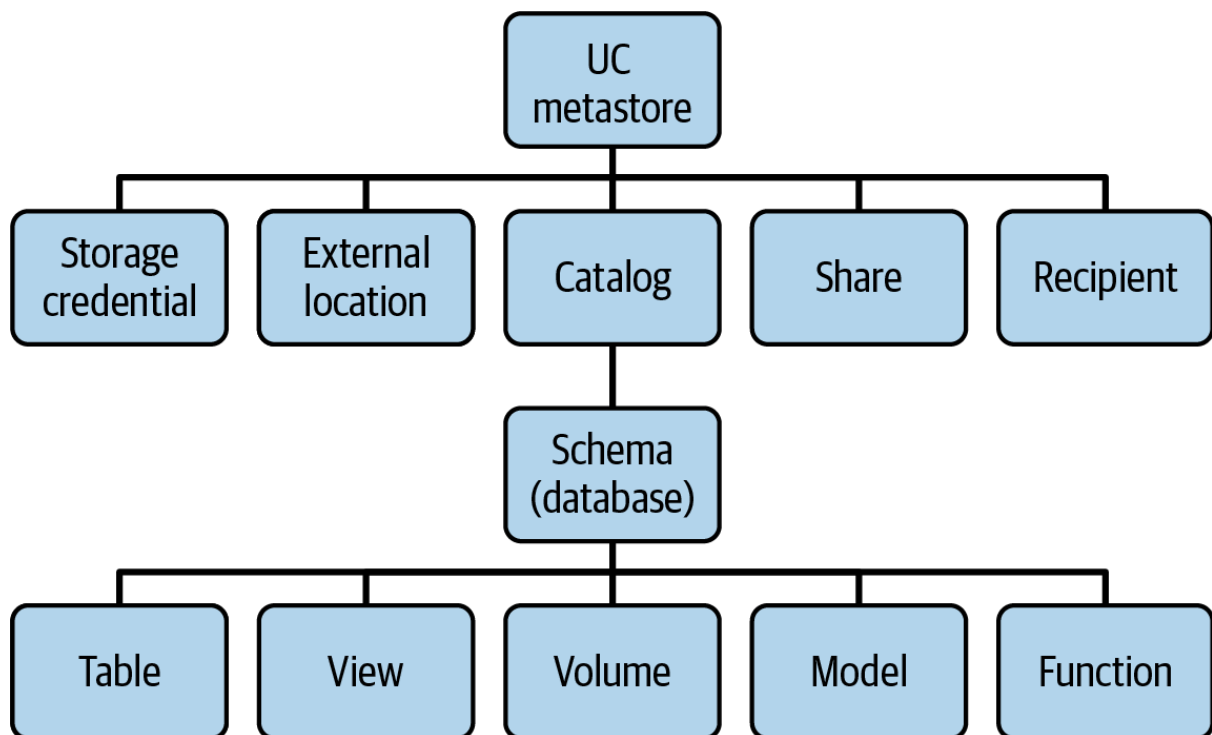 UC
metastore
Storage
credential
External
location
Catalog
Share
Recipient
Schema
(database)
Table
View
Volume
Model
Function